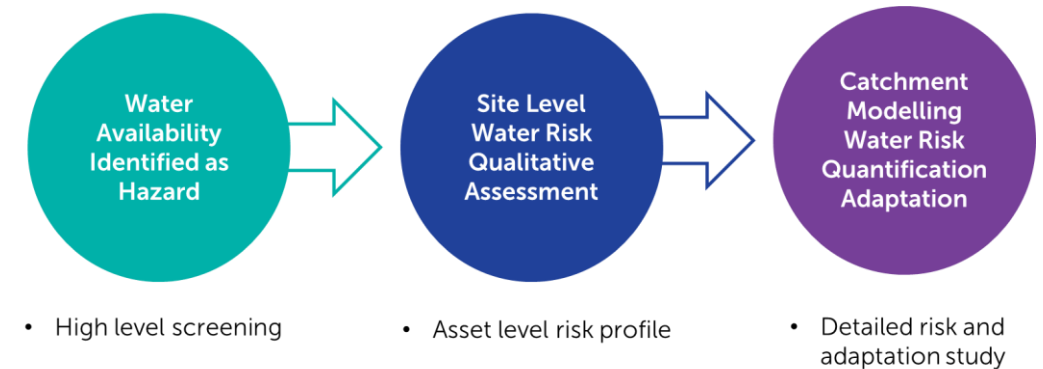 Water
Availability
Identified as
Hazard
Site Level
Water Risk
Qualitative
Assessment
Catchment
Modelling
Water Risk
Quantification
Adaptation
• High level screening
• Asset level risk profile
• Detailed risk and
adaptation study